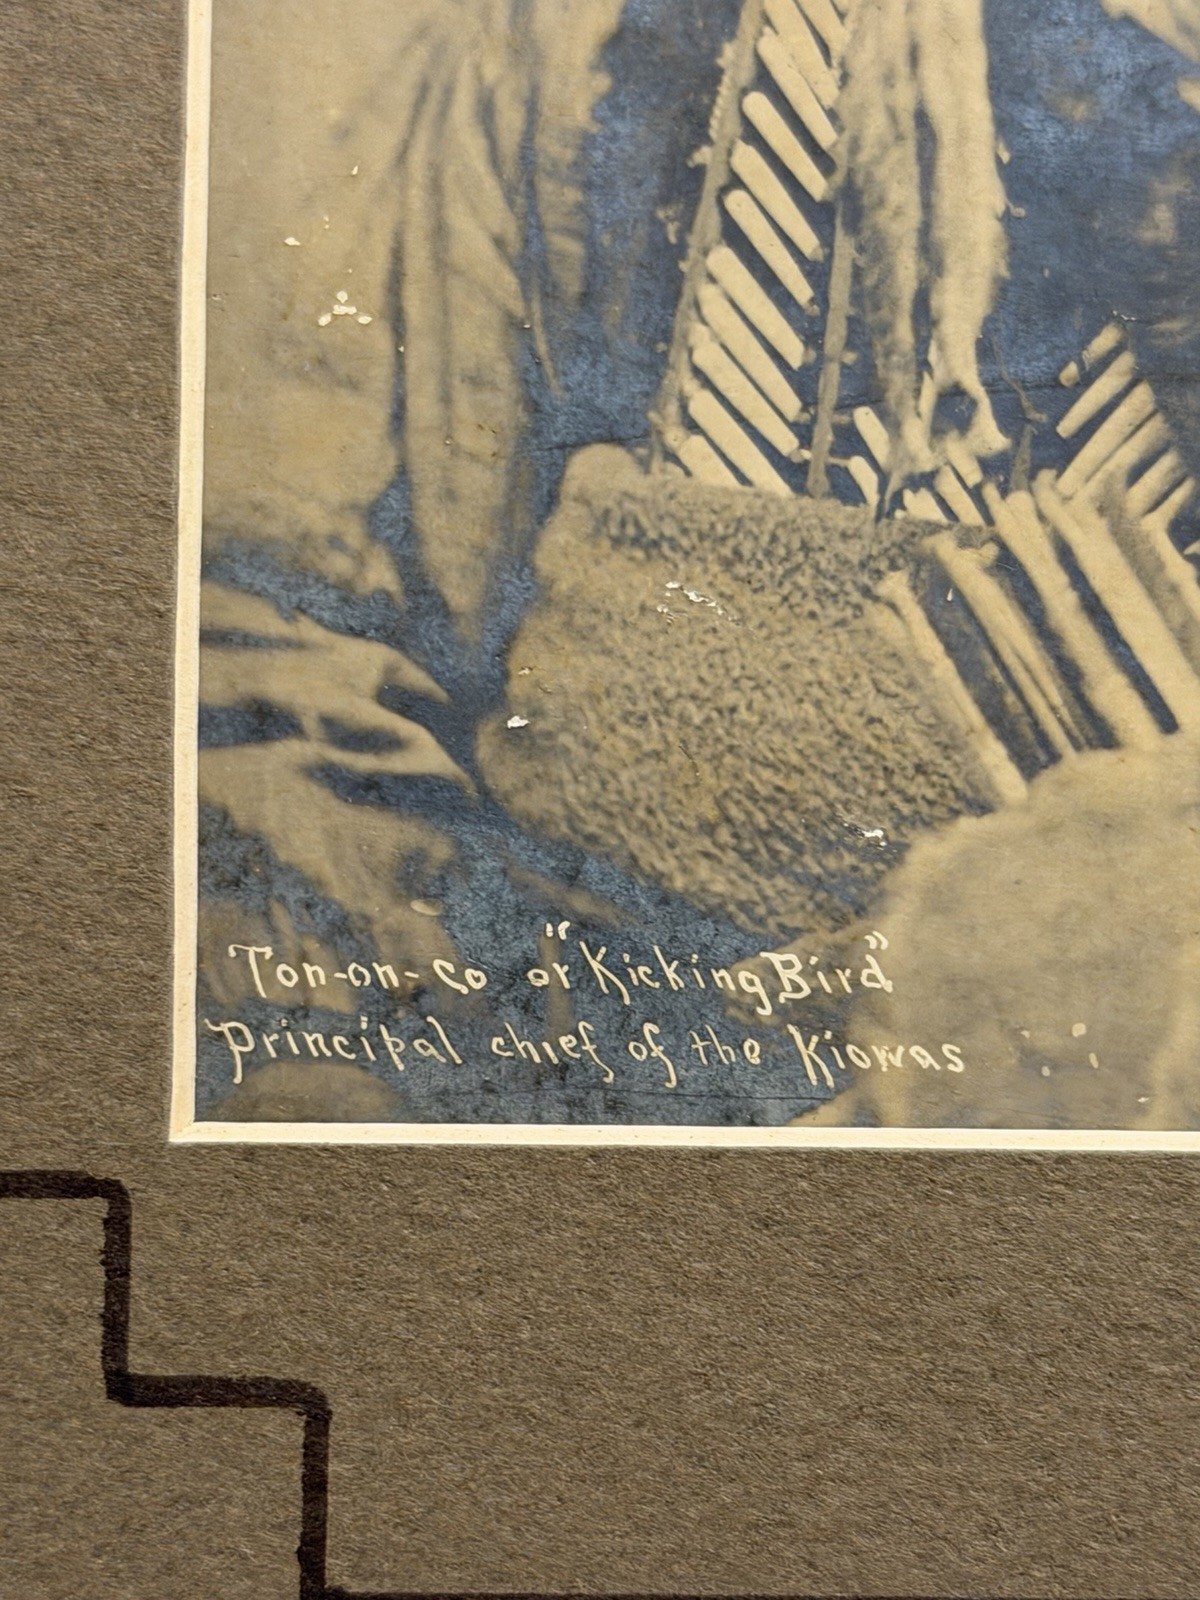 Ton-on-co or "Kicking Bird"
Principal chief of the Kiowas